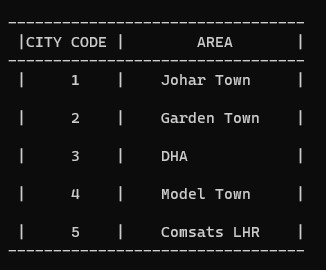 ---------------------------------
|CITY CODE |        AREA       |
---------------------------------
|     1    |    Johar Town     |
|     2    |    Garden Town    |
|     3    |    DHA            |
|     4    |    Model Town     |
|     5    |    Comsats LHR    |
---------------------------------